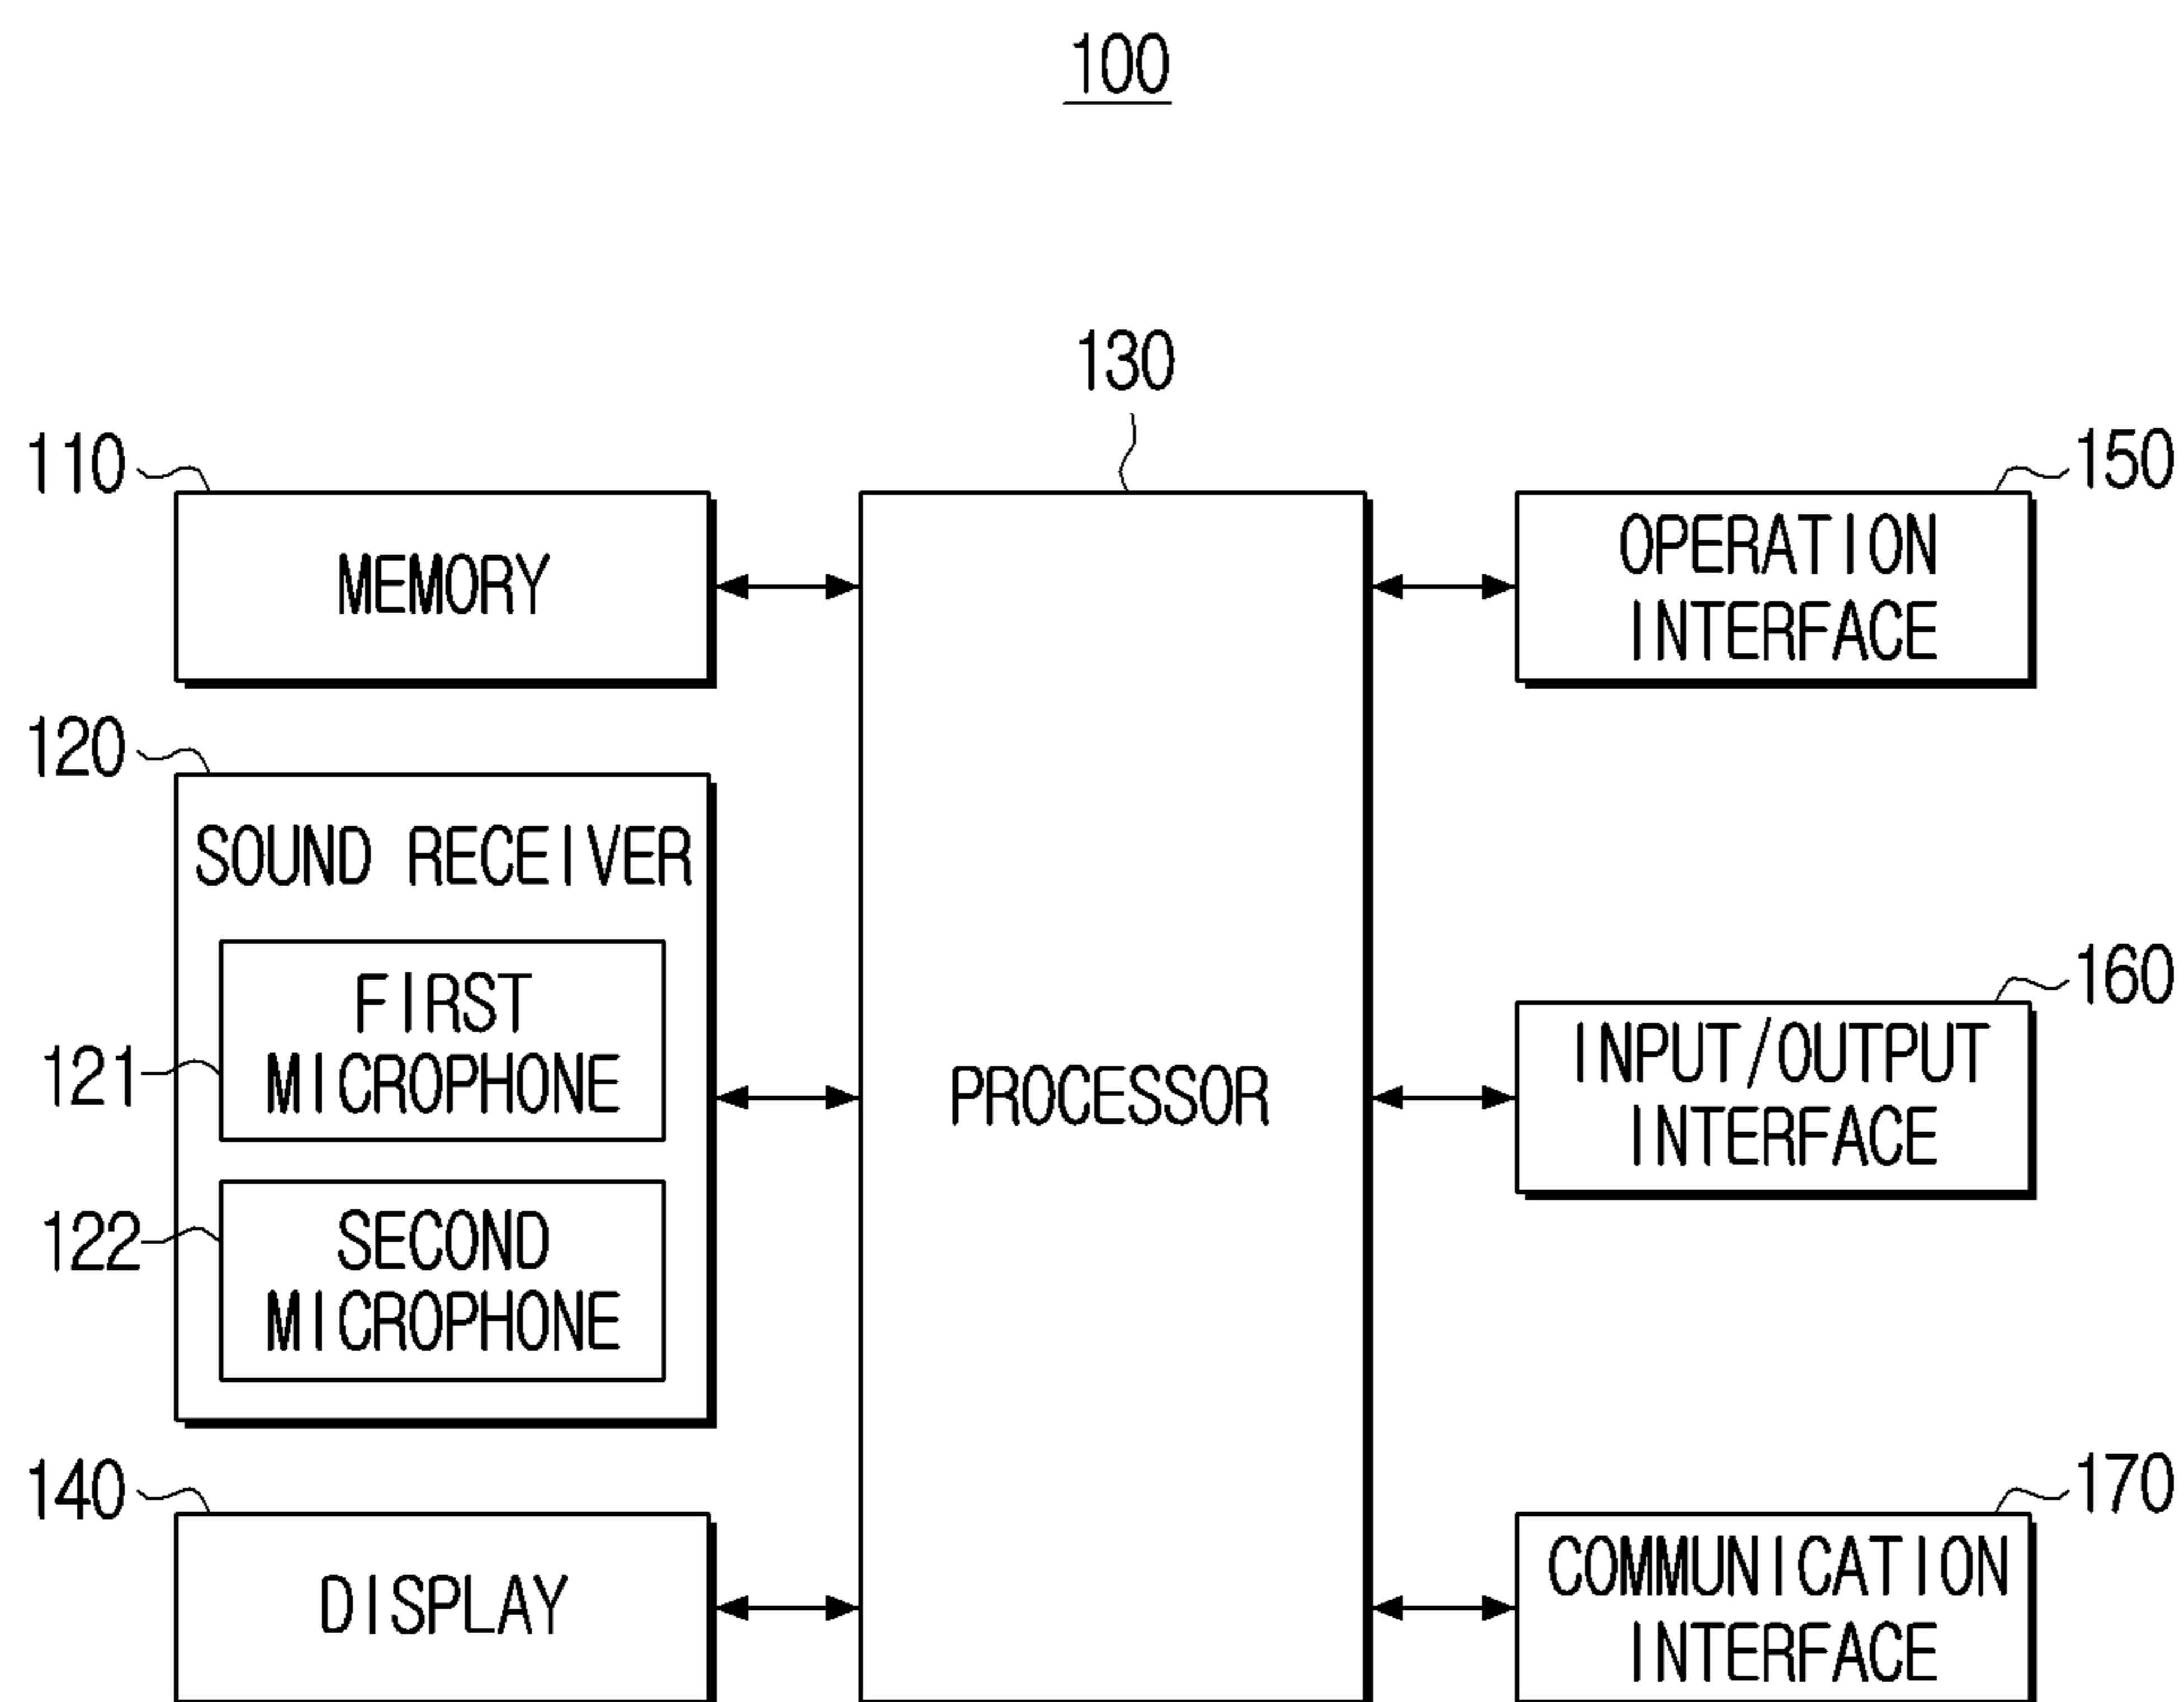 100
130
110
MEMORY
150
OPERATION
INTERFACE
120
SOUND RECEIVER
121
FIRST
MICROPHONE
122
SECOND
MICROPHONE
PROCESSOR
160
INPUT/OUTPUT
INTERFACE
140
DISPLAY
170
COMMUNICATION
INTERFACE